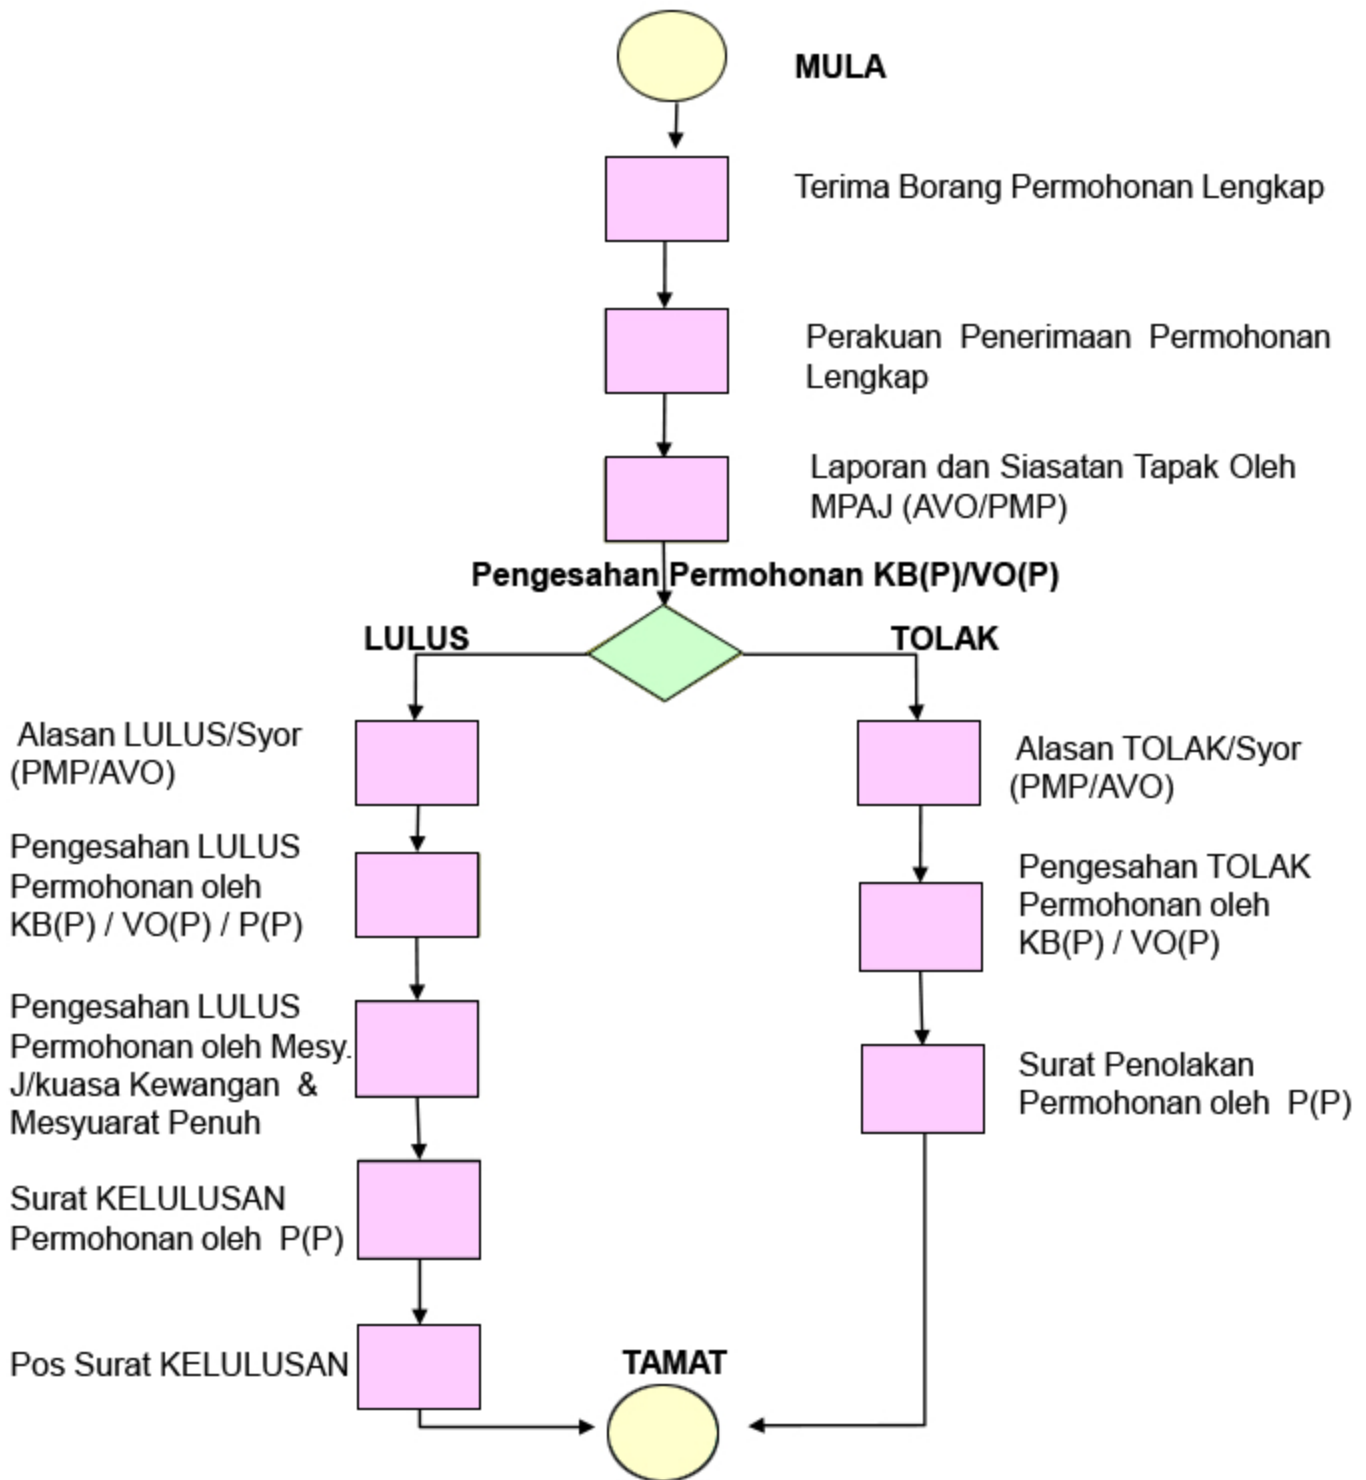 MULA
Terima Borang Permohonan Lengkap
Perakuan Penerimaan Permohonan
Lengkap
Laporan dan Siasatan Tapak Oleh
MPAJ (AVO/PMP)
Pengesahan Permohonan KB(P)/VO(P)
LULUS
TOLAK
Alasan LULUS/Syor
(PMP/AVO)
Pengesahan LULUS
Permohonan oleh
KB(P) / VO(P) / P(P)
Pengesahan LULUS
Permohonan oleh Mesy.
J/kuasa Kewangan &
Mesyuarat Penuh
Surat KELULUSAN
Permohonan oleh P(P)
Pos Surat KELULUSAN
Alasan TOLAK/Syor
(PMP/AVO)
Pengesahan TOLAK
Permohonan oleh
KB(P) / VO(P)
Surat Penolakan
Permohonan oleh P(P)
TAMAT